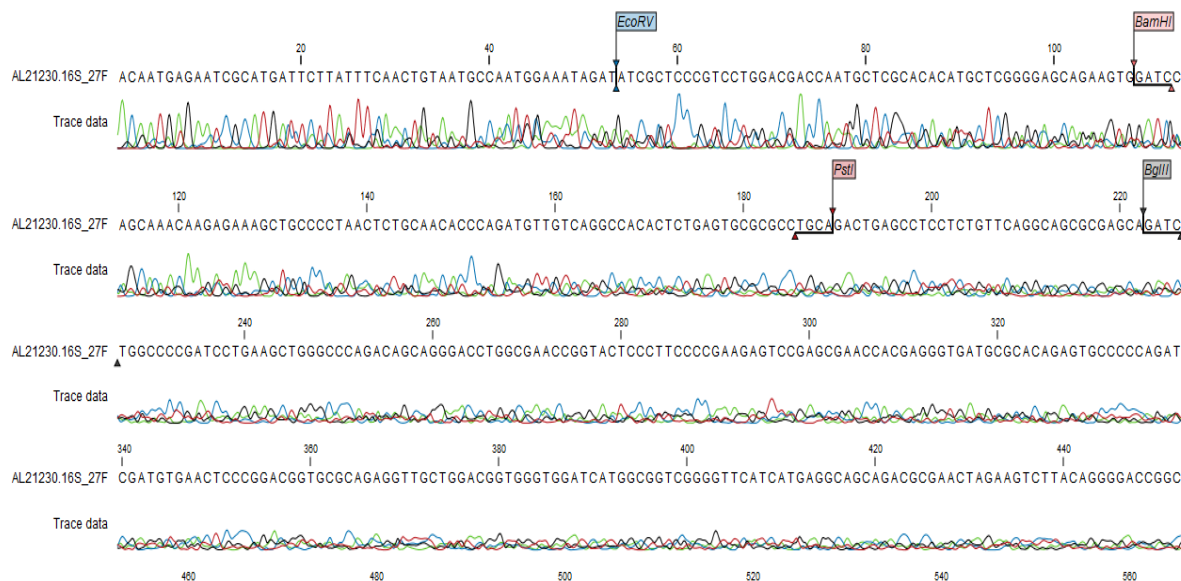 EcoRV BamHI
20 40 60 80 100
AL21230.16S_27F ACAATGAGAATCGCATGATTCTTATTTCAACTGTAATGCCAATGGAAATAGATATCGCTCCCGTCCTGGACGACCAATGCTCGCACACATGCTCGGGGAGCAGAAGTGGATCC
Trace data
PstI BglII
120 140 160 180 200 220
AGCAAACAAGAGAAAGCTGCCCCTAACTCTGCAACACCCAGATGTTGTCAGGCCACACTCTGAGTGCGCGCCTGCAGACTGAGCCTCCTCTGTTCAGGCAGCGCGAGCAGATC
Trace data
240 260 280 300 320
AL21230.16S_27F TGGCCCCGATCCTGAAGCTGGGCCCAGACAGCAGGGACCTGGCGAACCGGTACTCCCTTCCCCGAAGAGTCCGAGCGAACCACGAGGGTGATGCGCACAGAGTGCCCCCAGAT
Trace data
340 360 380 400 420 440
AL21230.16S_27F CGATGTGAACTCCCGGACGGTGCGCAGAGGTTGCTGGACGGTGGGTGGATCATGGCGGTCGGGGTTCATCATGAGGCAGCAGACGCGAACTAGAAGTCTTACAGGGGACCGGC
Trace data
460 480 500 520 540 560